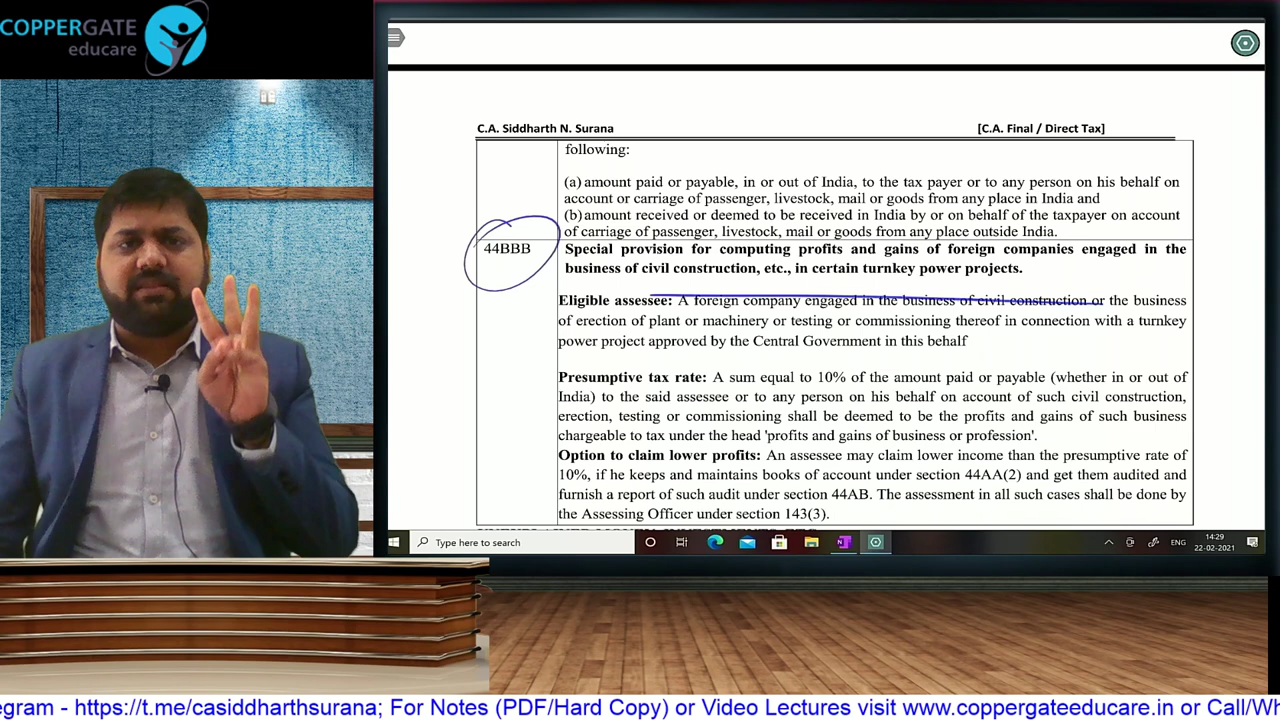 COPPERGATE
educare
C.A. Siddharth N. Surana
[C.A. Final / Direct Tax]
following:
(a) amount paid or payable, in or out of India, to the tax payer or to any person on his behalf on
account or carriage of passenger, livestock, mail or goods from any place in India and
(b) amount received or deemed to be received in India by or on behalf of the taxpayer on account
of carriage of passenger, livestock, mail or goods from any place outside India.
44BBB
Special provision for computing profits and gains of foreign companies engaged in the
business of civil construction, etc., in certain turnkey power projects.
Eligible assessee: A foreign company engaged in the business of civil construction or the business
of erection of plant or machinery or testing or commissioning thereof in connection with a turnkey
power project approved by the Central Government in this behalf
Presumptive tax rate: A sum equal to 10% of the amount paid or payable (whether in or out of
India) to the said assessee or to any person on his behalf on account of such civil construction,
erection, testing or commissioning shall be deemed to be the profits and gains of such business
chargeable to tax under the head 'profits and gains of business or profession'.
Option to claim lower profits: An assessee may claim lower income than the presumptive rate of
10%, if he keeps and maintains books of account under section 44AA(2) and get them audited and
furnish a report of such audit under section 44AB. The assessment in all such cases shall be done by
the Assessing Officer under section 143(3).
Type here to search
ENG
14:29
22-02-2021
egram - https://t.me/casiddharthsurana; For Notes (PDF/Hard Copy) or Video Lectures visit www.coppergateeducare.in or Call/Wh